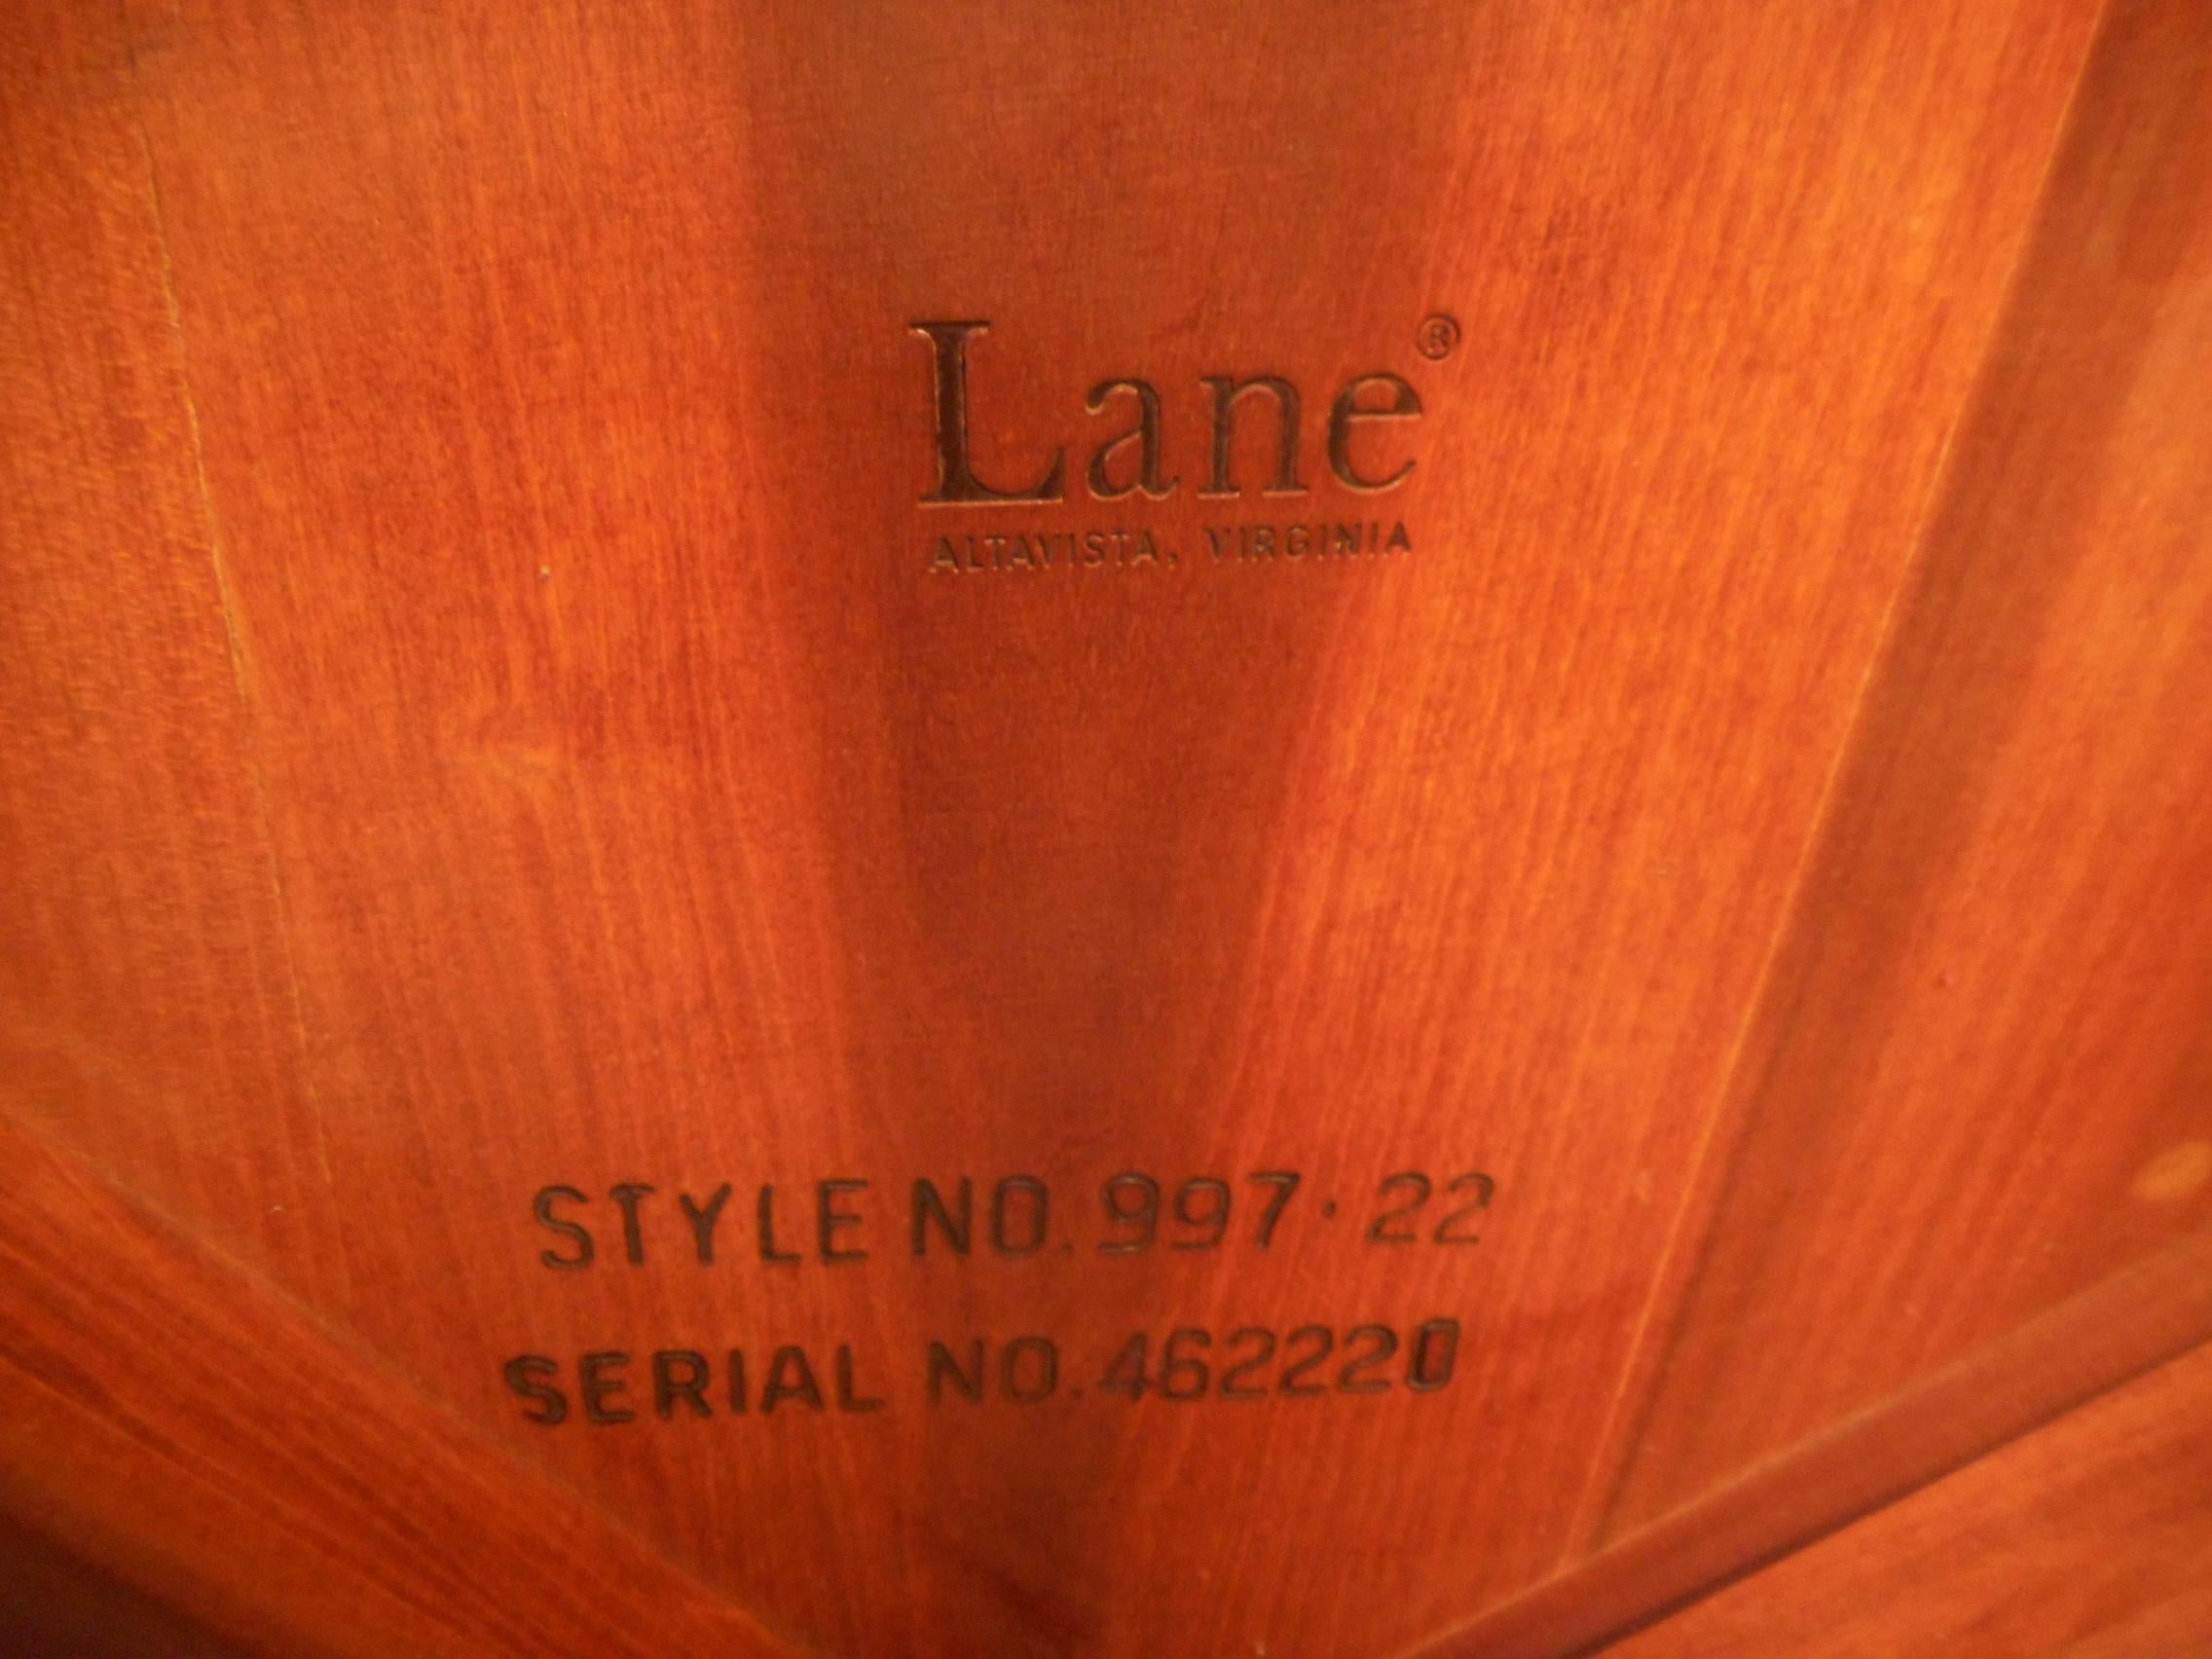 Lane®
ALTAVISTA, VIRGINIA
STYLE NO. 997·22
SERIAL NO. 462220